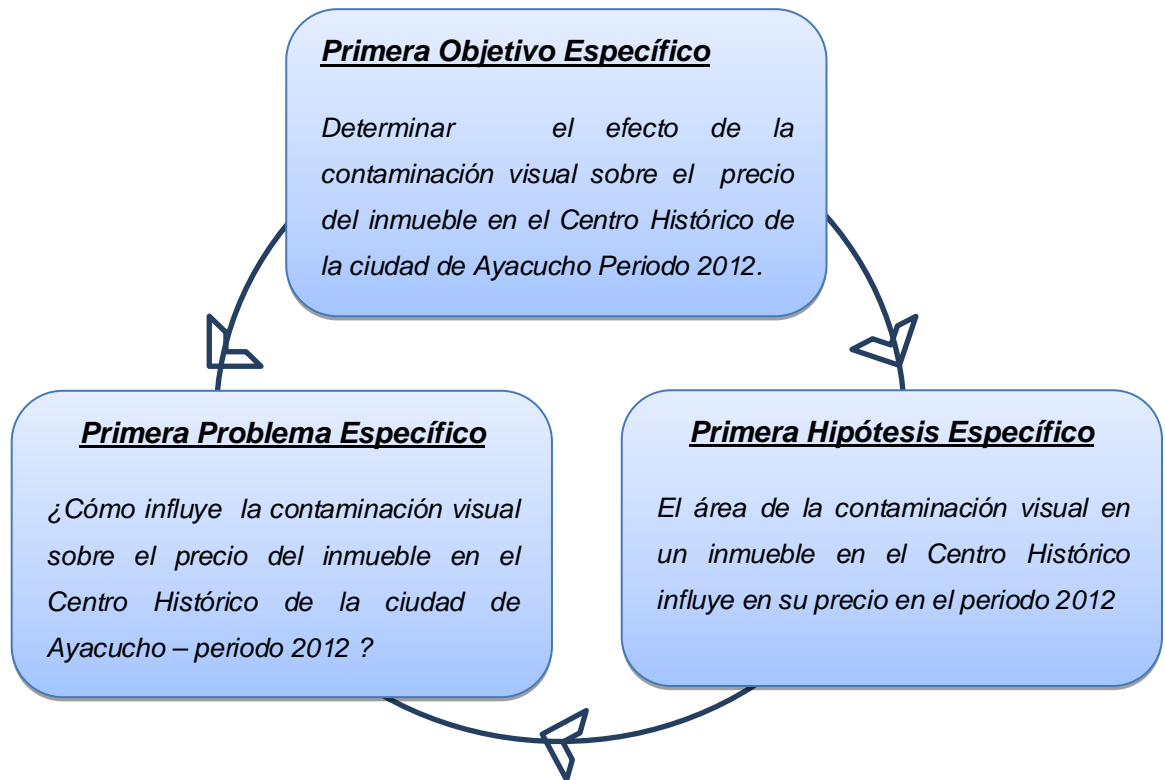 Primera Objetivo Específico
Determinar el efecto de la
contaminación visual sobre el precio
del inmueble en el Centro Histórico de
la ciudad de Ayacucho Periodo 2012.
Primera Problema Específico
¿Cómo influye la contaminación visual
sobre el precio del inmueble en el
Centro Histórico de la ciudad de
Ayacucho – periodo 2012 ?
Primera Hipótesis Específico
El área de la contaminación visual en
un inmueble en el Centro Histórico
influye en su precio en el periodo 2012